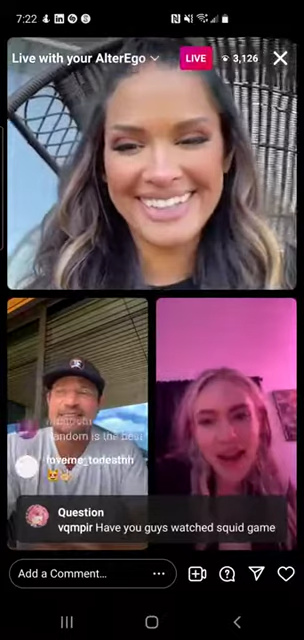 7:22
Live with your AlterEgo
LIVE
3,126
fandom is the best
Question
vqmpir Have you guys watched squid game
Add a Comment…